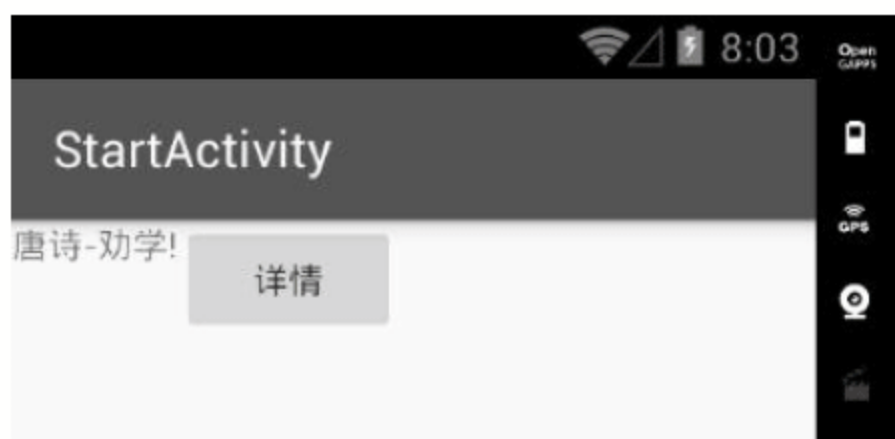 8:03
Open
GAPPS
StartActivity
GPS
唐诗-劝学!
详情